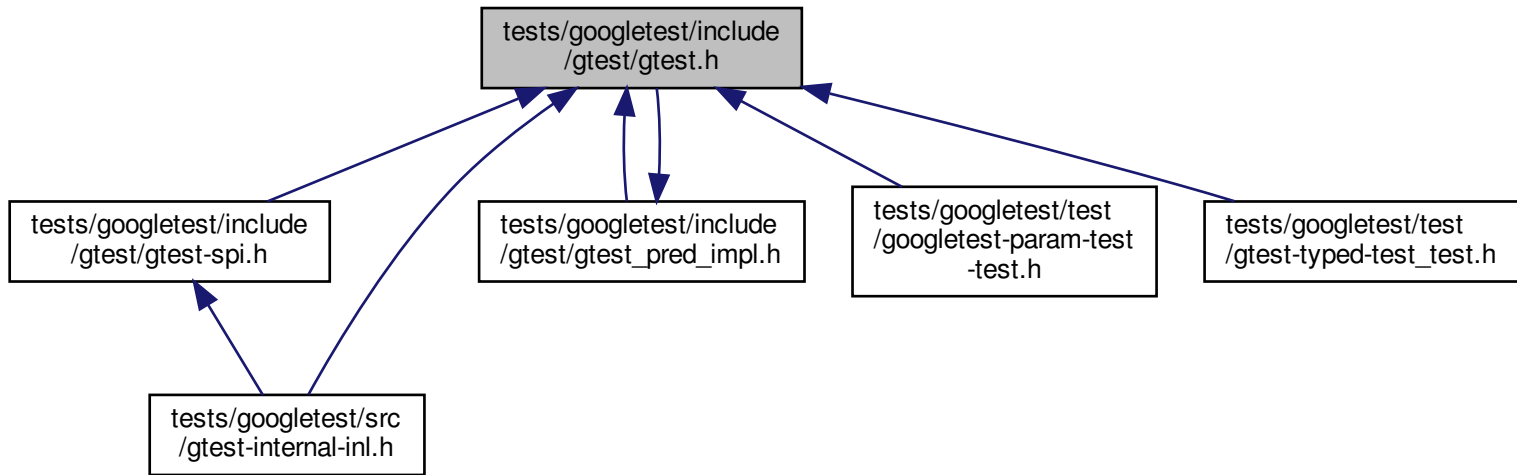 tests/googletest/include
/gtest/gtest.h
tests/googletest/include
/gtest/gtest-spi.h
tests/googletest/include
/gtest/gtest_pred_impl.h
tests/googletest/test
/googletest-param-test
-test.h
tests/googletest/test
/gtest-typed-test_test.h
tests/googletest/src
/gtest-internal-inl.h